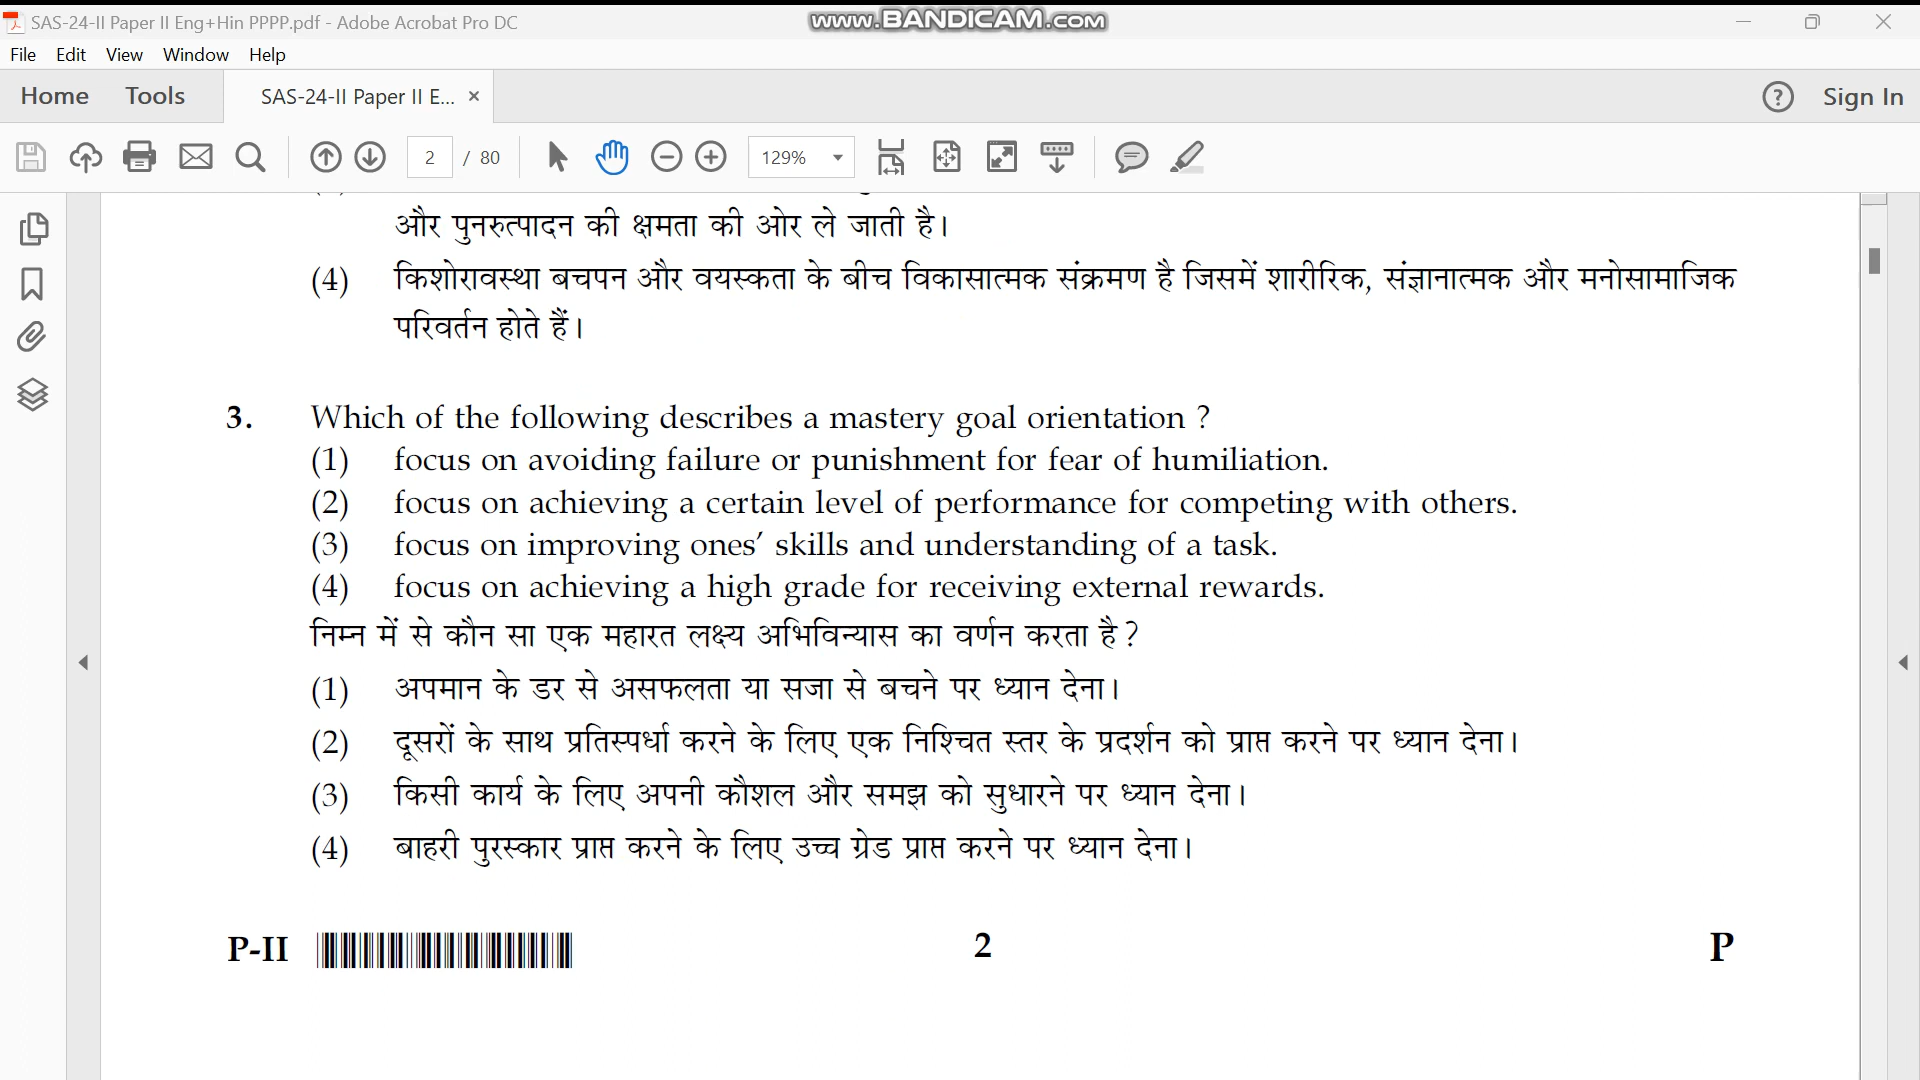 SAS-24-II Paper II Eng+Hin PPPP.pdf - Adobe Acrobat Pro DC
www.BANDICAM.com
File Edit View Window Help
Home Tools SAS-24-II Paper II E... × Sign In
2 / 80 129%
और पुनरुत्पादन की क्षमता की ओर ले जाती है।
(4) किशोरावस्था बचपन और वयस्कता के बीच विकासात्मक संक्रमण है जिसमें शारीरिक, संज्ञानात्मक और मनोसामाजिक
परिवर्तन होते हैं।
3. Which of the following describes a mastery goal orientation ?
(1) focus on avoiding failure or punishment for fear of humiliation.
(2) focus on achieving a certain level of performance for competing with others.
(3) focus on improving ones’ skills and understanding of a task.
(4) focus on achieving a high grade for receiving external rewards.
निम्न में से कौन सा एक महारत लक्ष्य अभिविन्यास का वर्णन करता है ?
(1) अपमान के डर से असफलता या सजा से बचने पर ध्यान देना।
(2) दूसरों के साथ प्रतिस्पर्धा करने के लिए एक निश्चित स्तर के प्रदर्शन को प्राप्त करने पर ध्यान देना।
(3) किसी कार्य के लिए अपनी कौशल और समझ को सुधारने पर ध्यान देना।
(4) बाहरी पुरस्कार प्राप्त करने के लिए उच्च ग्रेड प्राप्त करने पर ध्यान देना।
P-II 2 P